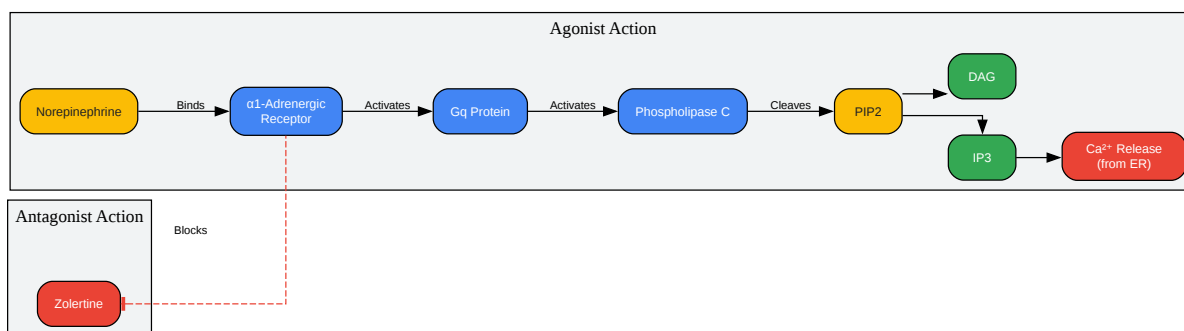 Agonist Action
Norepinephrine
Binds
α1-Adrenergic
Receptor
Activates
Gq Protein
Activates
Phospholipase C
Cleaves
PIP2
DAG
IP3
Ca²⁺ Release
(from ER)
Antagonist Action
Blocks
Zolertine